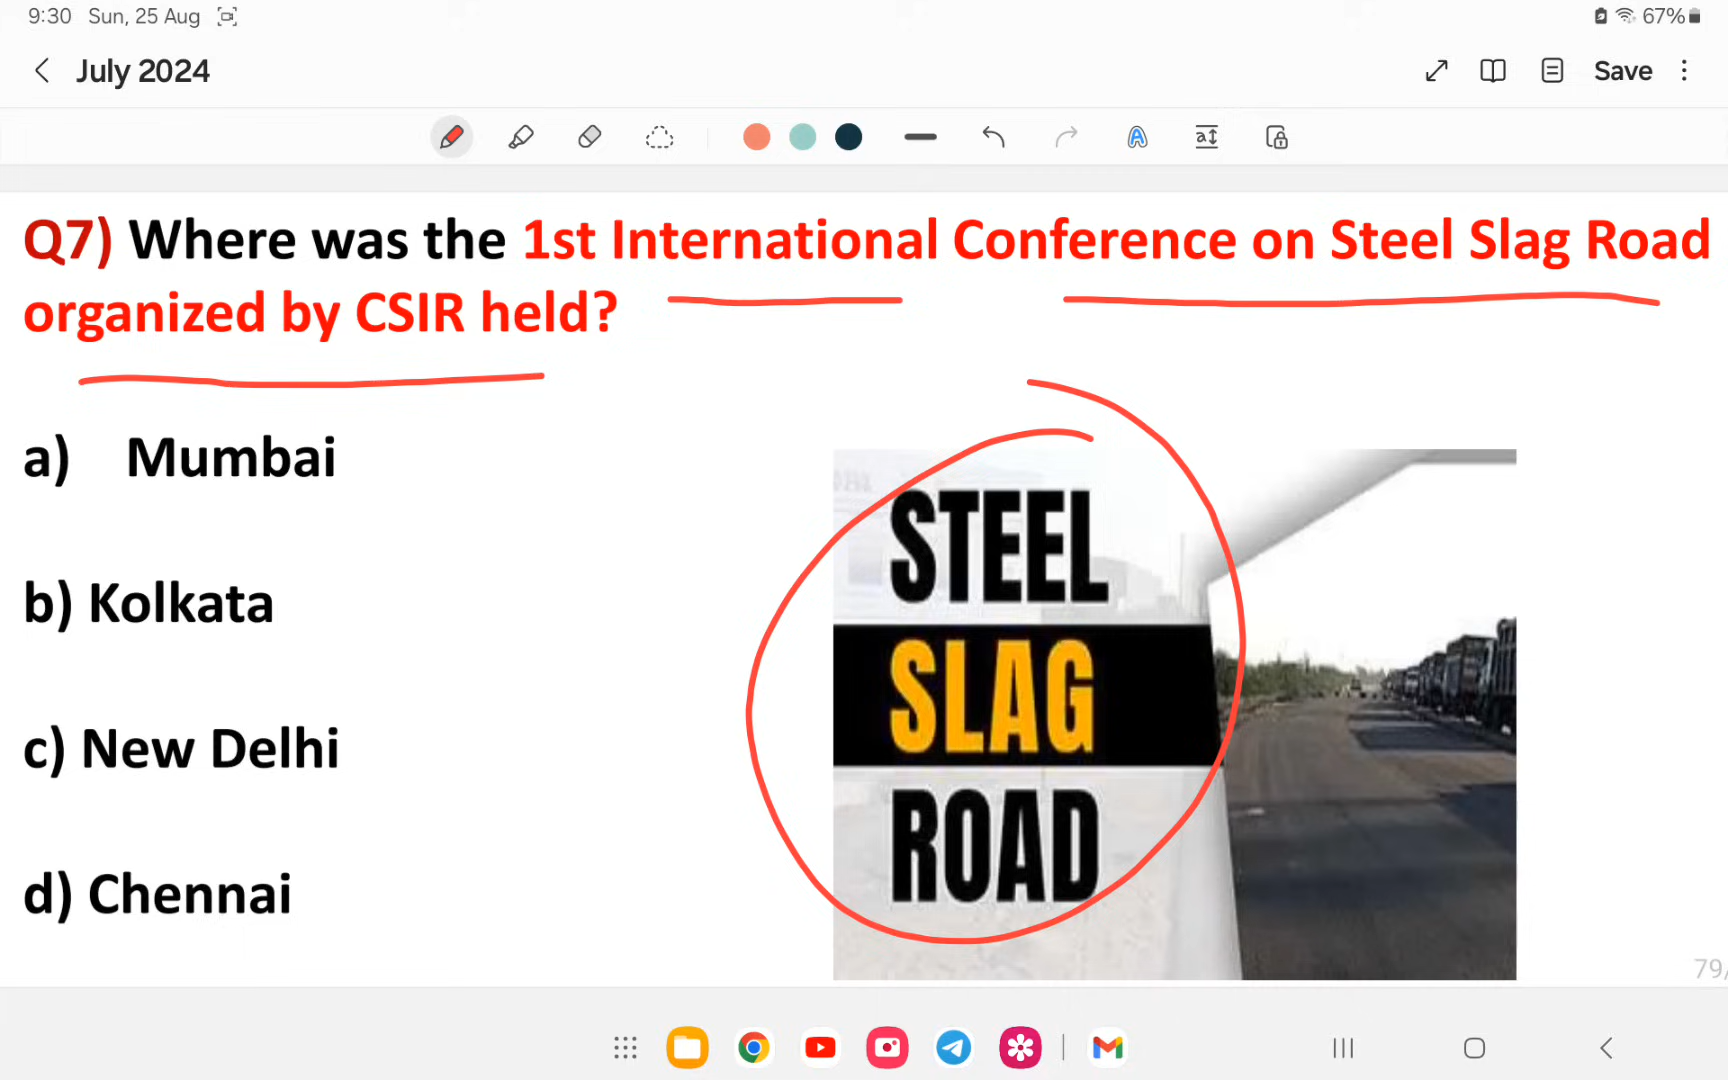 9:30 Sun, 25 Aug 67%
July 2024 Save
Q7) Where was the 1st International Conference on Steel Slag Road
organized by CSIR held?
a) Mumbai
b) Kolkata
c) New Delhi
d) Chennai
STEEL
SLAG
ROAD
79/